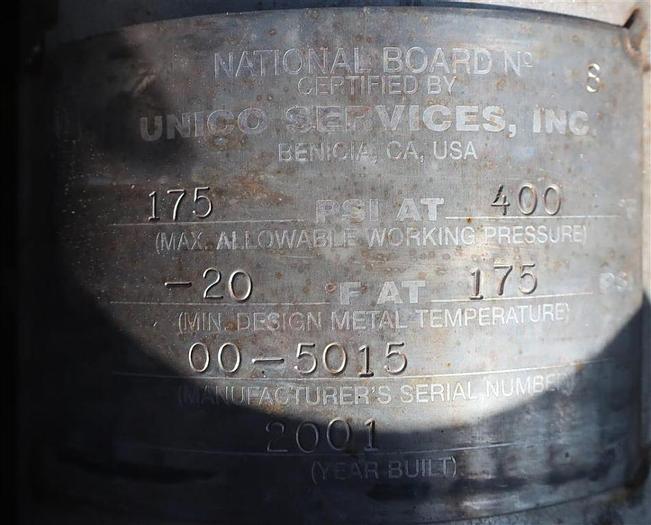 NATIONAL BOARD Nº 8
CERTIFIED BY
UNICO SERVICES, INC.
BENICIA, CA, USA
175 PSI AT 400
(MAX. ALLOWABLE WORKING PRESSURE)
-20 °F AT 175 PSI
(MIN. DESIGN METAL TEMPERATURE)
00-5015
(MANUFACTURER'S SERIAL NUMBER)
2001
(YEAR BUILT)